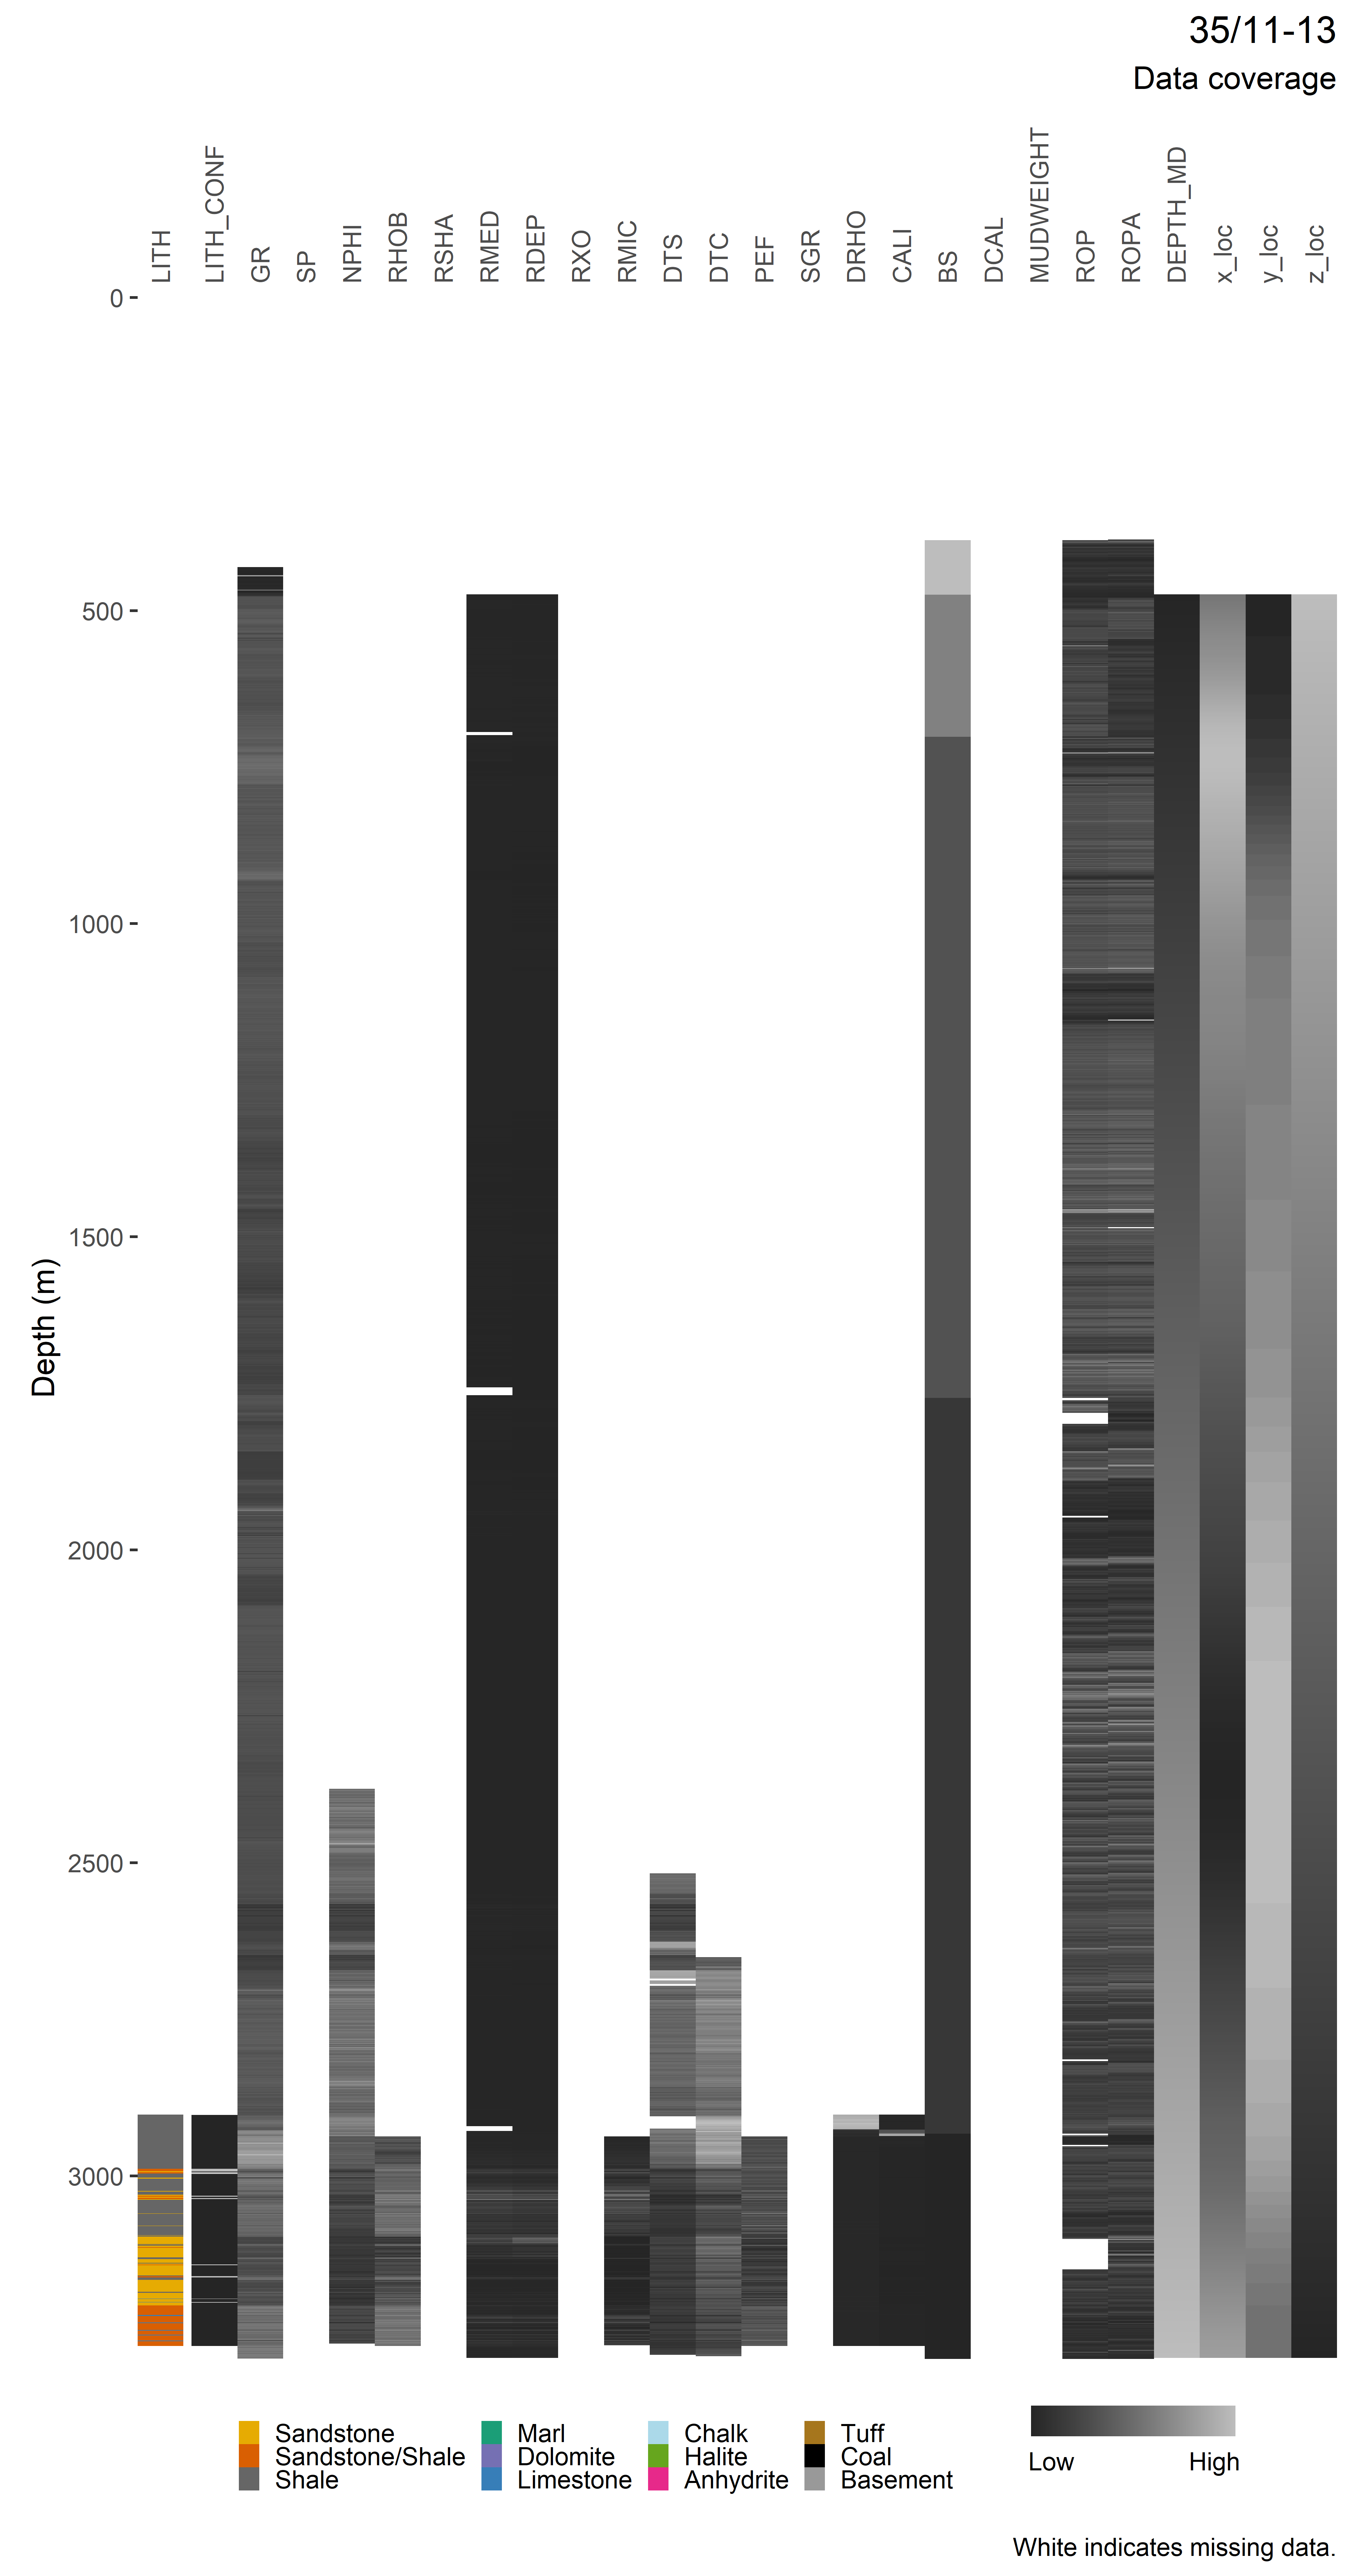 35/11-13
Data coverage
LITH
LITH_CONF
GR
SP
NPHI
RHOB
RSHA
RMED
RDEP
RXO
RMIC
DTS
DTC
PEF
SGR
DRHO
CALI
BS
DCAL
MUDWEIGHT
ROP
ROPA
DEPTH_MD
x_loc
y_loc
z_loc
0
500
1000
1500
2000
2500
3000
Depth (m)
Sandstone
Sandstone/Shale
Shale
Marl
Dolomite
Limestone
Chalk
Halite
Anhydrite
Tuff
Coal
Basement
Low High
White indicates missing data.